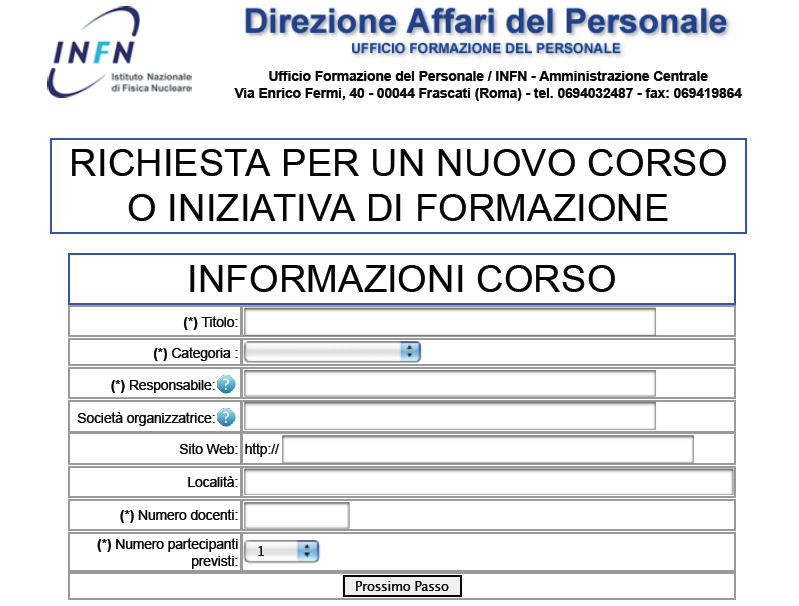 INFN
Istituto Nazionale
di Fisica Nucleare
Direzione Affari del Personale
UFFICIO FORMAZIONE DEL PERSONALE
Ufficio Formazione del Personale / INFN - Amministrazione Centrale
Via Enrico Fermi, 40 - 00044 Frascati (Roma) - tel. 0694032487 - fax: 069419864
RICHIESTA PER UN NUOVO CORSO
O INIZIATIVA DI FORMAZIONE
INFORMAZIONI CORSO
(*) Titolo:
(*) Categoria :
(*) Responsabile: ?
Società organizzatrice: ?
Sito Web: http://
Località:
(*) Numero docenti:
(*) Numero partecipanti
previsti: 1
Prossimo Passo